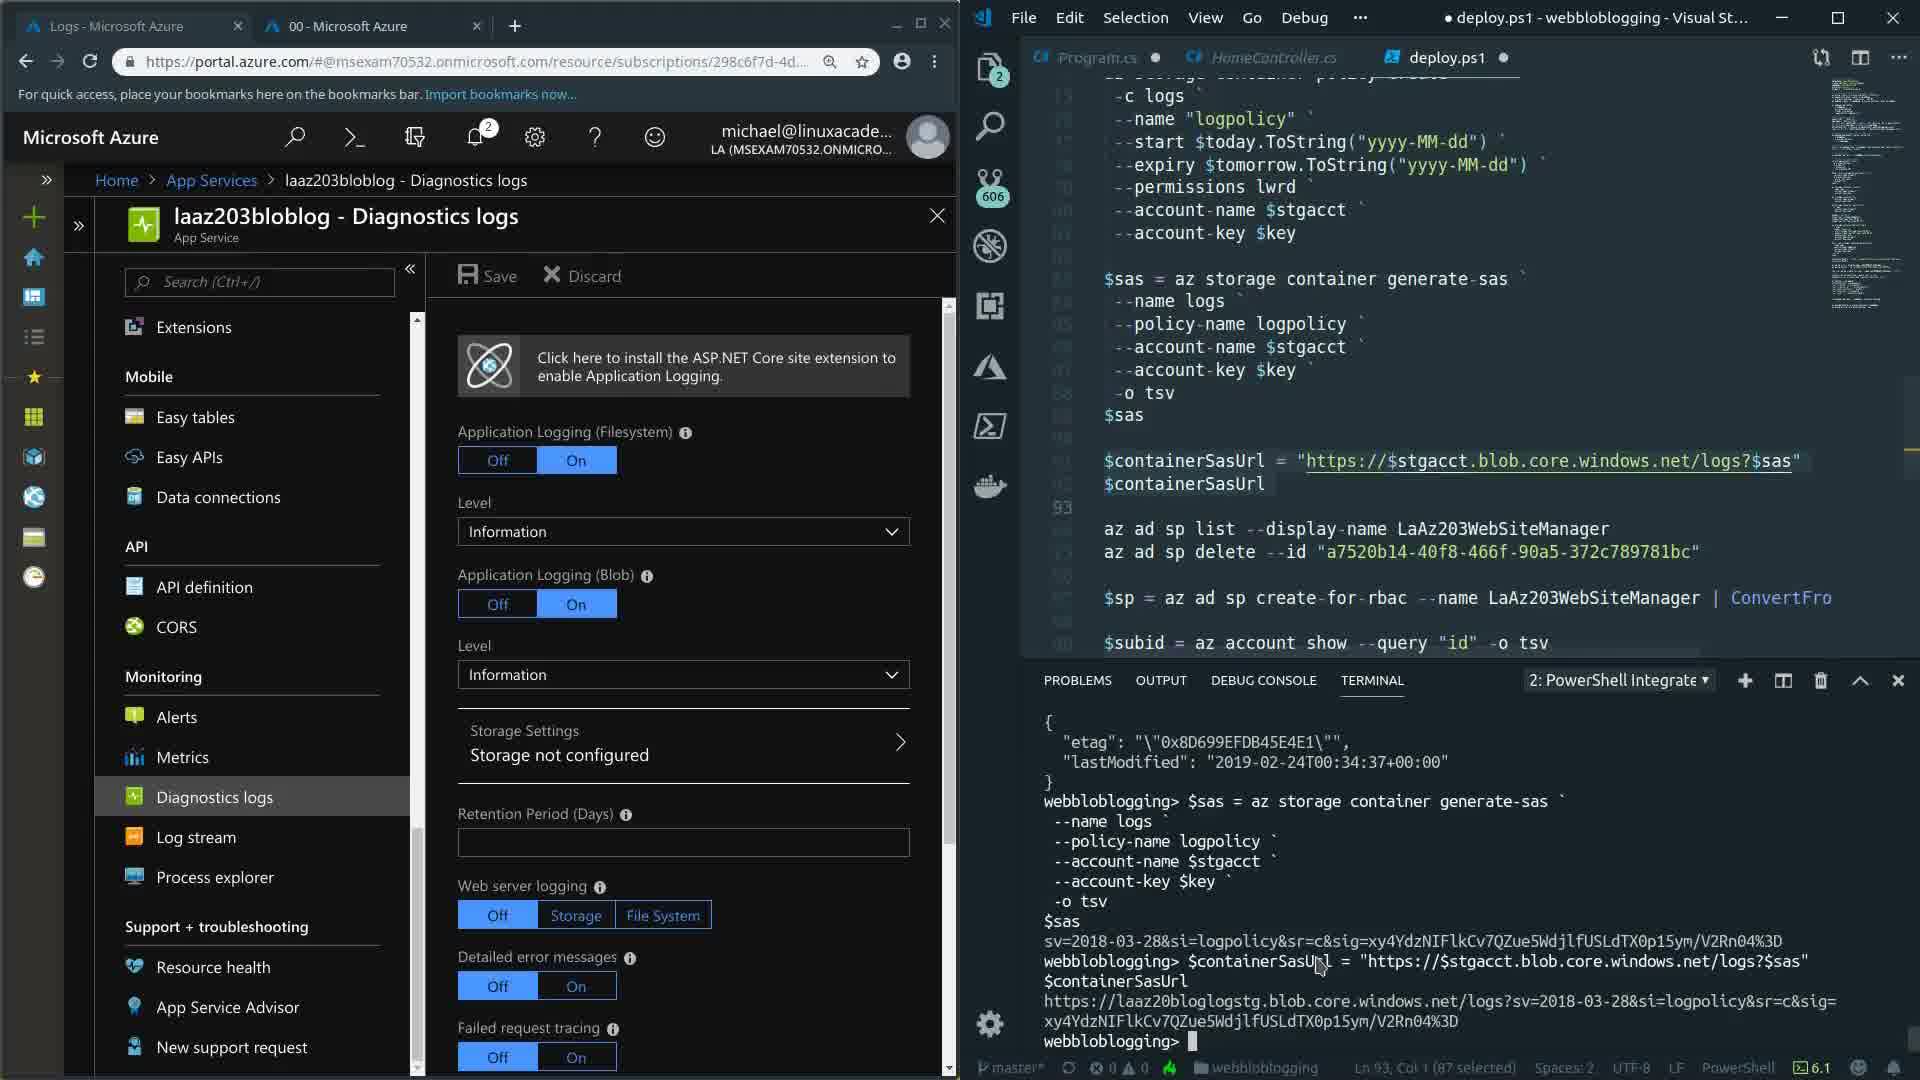 Logs - Microsoft Azure
00 - Microsoft Azure
https://portal.azure.com/#@msexam70532.onmicrosoft.com/resource/subscriptions/298c6f7d-4d...
For quick access, place your bookmarks here on the bookmarks bar. Import bookmarks now...
Microsoft Azure
2
michael@linuxacade...
LA (MSEXAM70532.ONMICRO...
Home > App Services > laaz203bloblog - Diagnostics logs
laaz203bloblog - Diagnostics logs
App Service
Search (Ctrl+/)
Extensions
Mobile
Easy tables
Easy APIs
Data connections
API
API definition
CORS
Monitoring
Alerts
Metrics
Diagnostics logs
Log stream
Process explorer
Support + troubleshooting
Resource health
App Service Advisor
New support request
Save
Discard
Click here to install the ASP.NET Core site extension to
enable Application Logging.
Application Logging (Filesystem)
Off On
Level
Information
Application Logging (Blob)
Off On
Level
Information
Storage Settings
Storage not configured
Retention Period (Days)
Web server logging
Off Storage File System
Detailed error messages
Off On
Failed request tracing
Off On
File Edit Selection View Go Debug ···
● deploy.ps1 - webbloblogging - Visual St...
Program.cs
HomeController.cs
deploy.ps1
2
606
az storage container policy create `
-c logs `
--name "logpolicy" `
--start $today.ToString("yyyy-MM-dd") `
--expiry $tomorrow.ToString("yyyy-MM-dd") `
--permissions lwrd `
--account-name $stgacct `
--account-key $key
$sas = az storage container generate-sas `
--name logs `
--policy-name logpolicy `
--account-name $stgacct `
--account-key $key `
-o tsv
$sas
$containerSasUrl = "https://$stgacct.blob.core.windows.net/logs?$sas"
$containerSasUrl
93
az ad sp list --display-name LaAz203WebSiteManager
az ad sp delete --id "a7520b14-40f8-466f-90a5-372c789781bc"
$sp = az ad sp create-for-rbac --name LaAz203WebSiteManager | ConvertFro
$subid = az account show --query "id" -o tsv
PROBLEMS OUTPUT DEBUG CONSOLE TERMINAL
2: PowerShell Integrate
{
"etag": "\"0x8D699EFDB45E4E1\"",
"lastModified": "2019-02-24T00:34:37+00:00"
}
webbloblogging> $sas = az storage container generate-sas `
--name logs `
--policy-name logpolicy `
--account-name $stgacct `
--account-key $key `
-o tsv
$sas
sv=2018-03-28&si=logpolicy&sr=c&sig=xy4YdzNIFlkCv7QZue5WdjlfUSLdTX0p15ym/V2Rn04%3D
webbloblogging> $containerSasUrl = "https://$stgacct.blob.core.windows.net/logs?$sas"
$containerSasUrl
https://laaz20bloglogstg.blob.core.windows.net/logs?sv=2018-03-28&si=logpolicy&sr=c&sig=
xy4YdzNIFlkCv7QZue5WdjlfUSLdTX0p15ym/V2Rn04%3D
webbloblogging>
master*
0
0
webbloblogging
Ln 93, Col 1 (87 selected)
Spaces: 2
UTF-8
LF
PowerShell
6.1